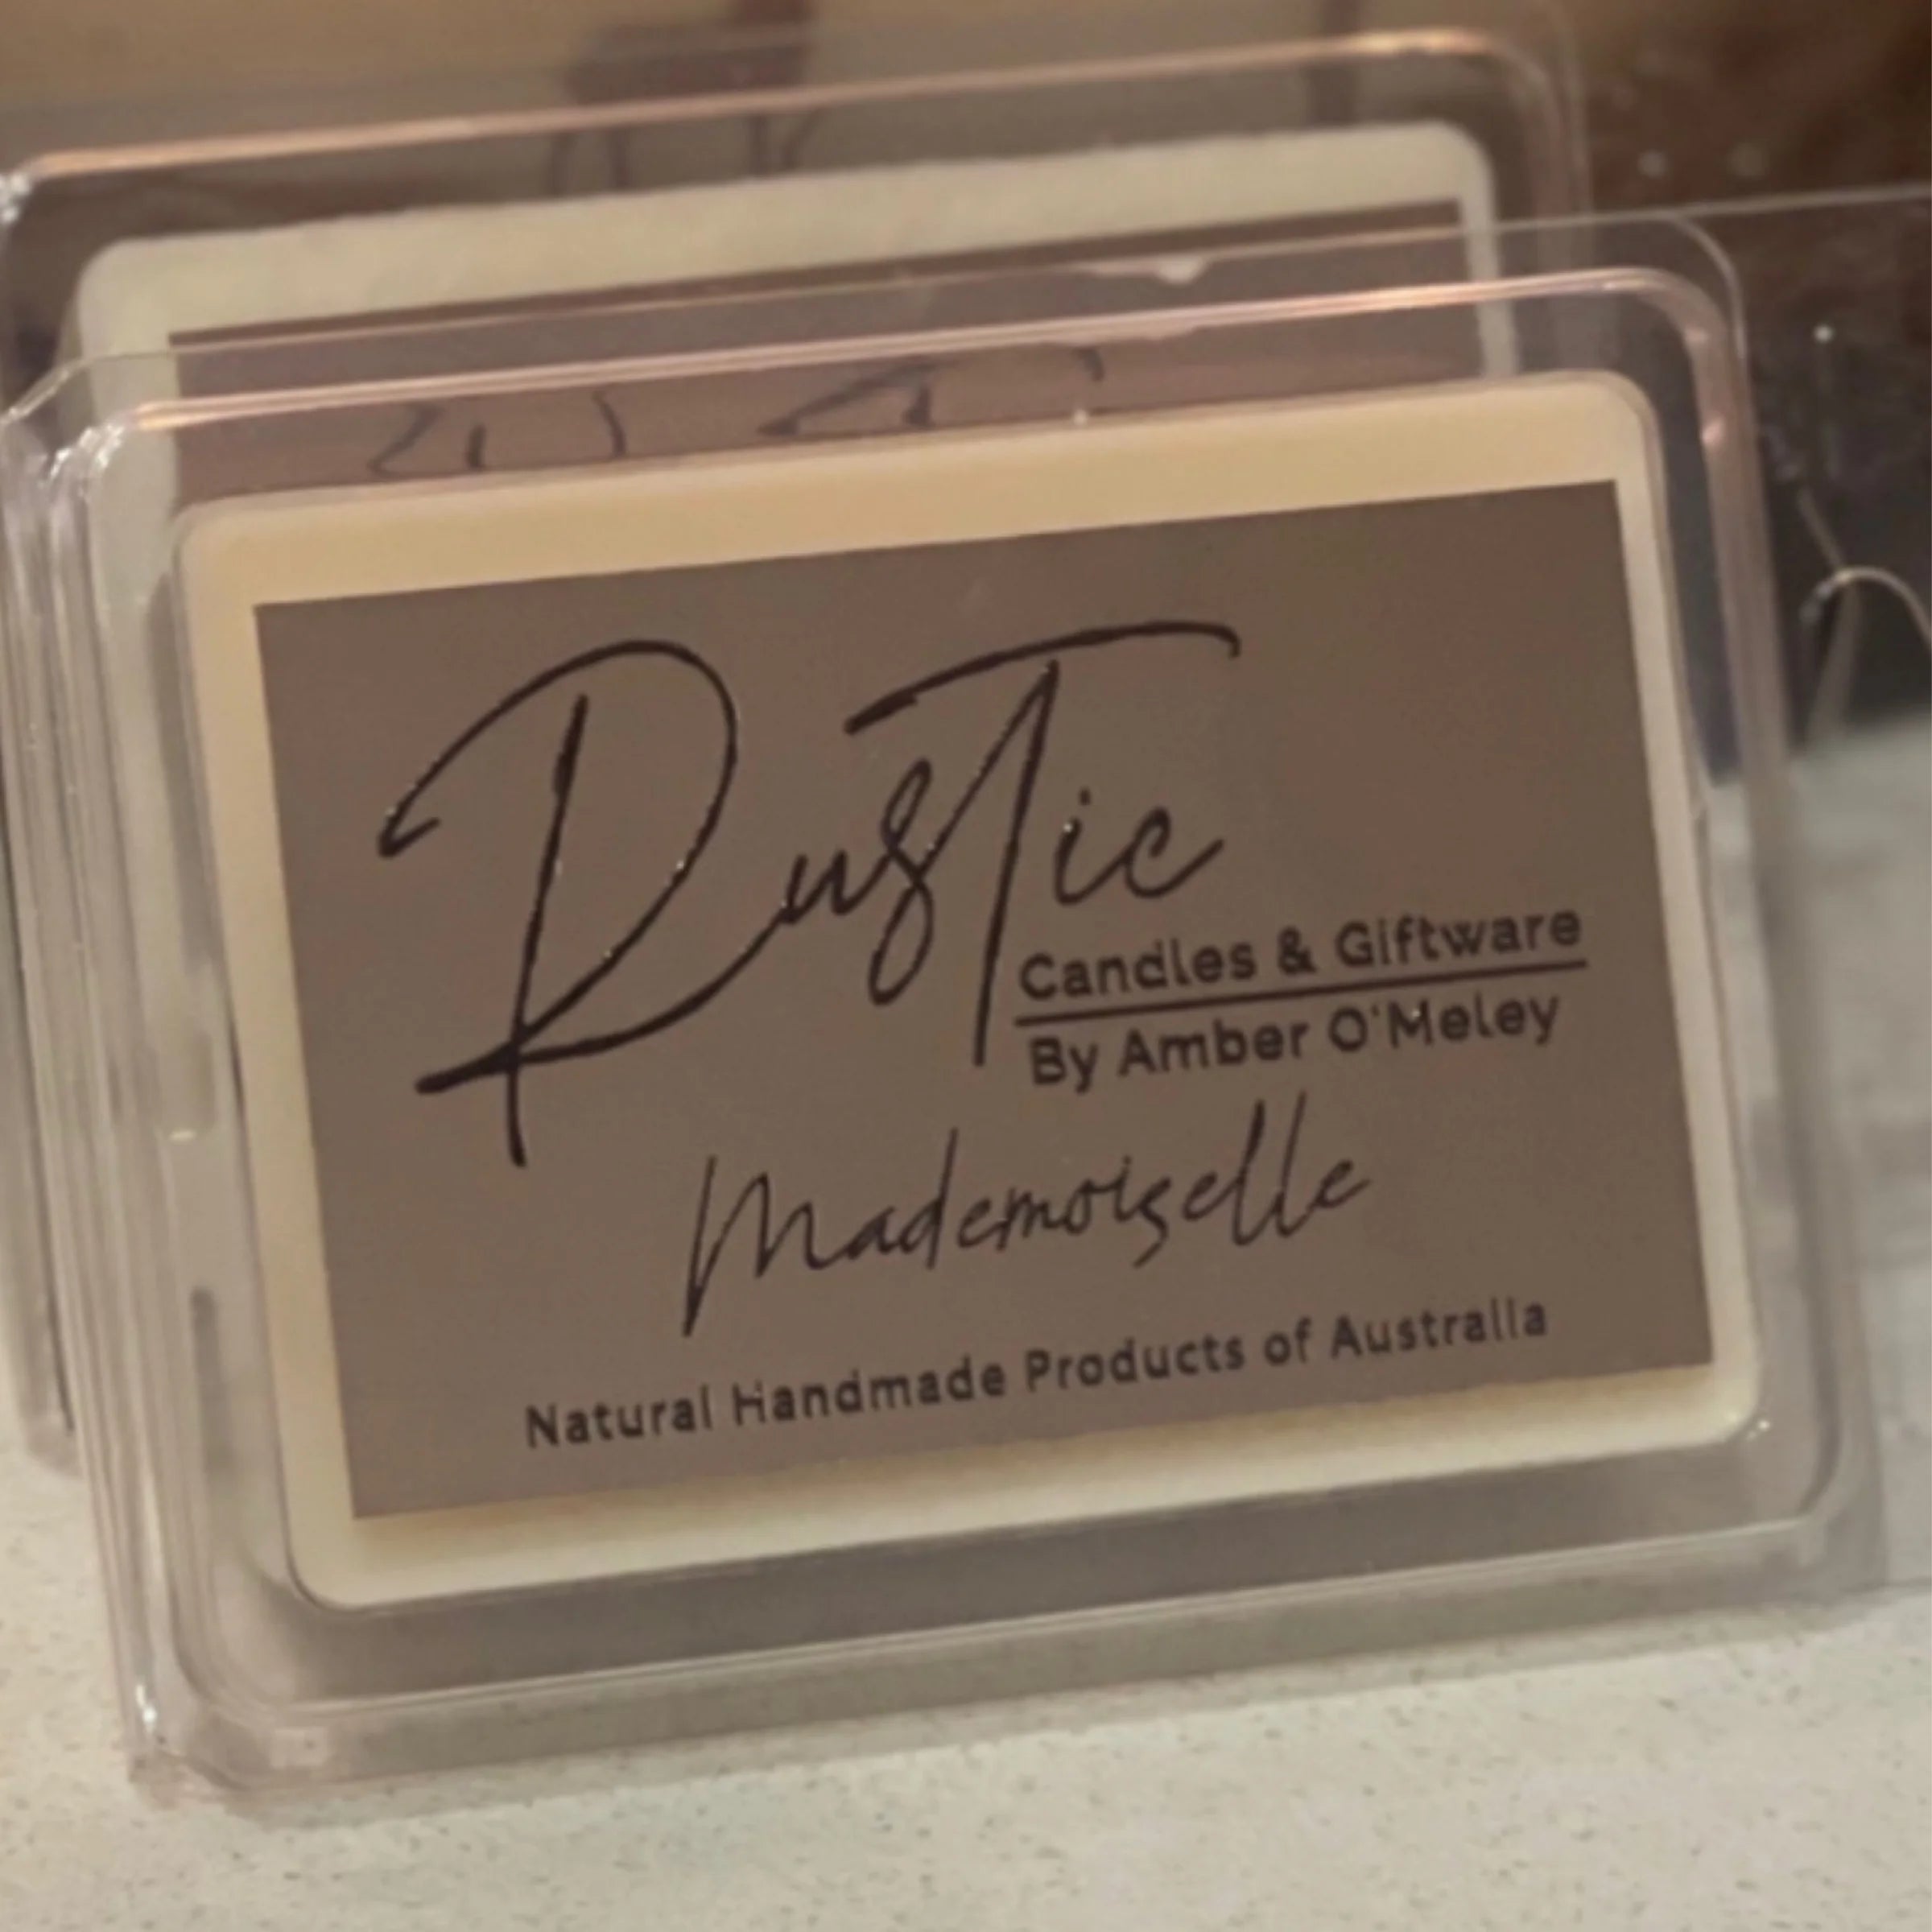 RusTic
Candles & Giftware
By Amber O'Meley
Mademoiselle
Natural Handmade Products of Australia